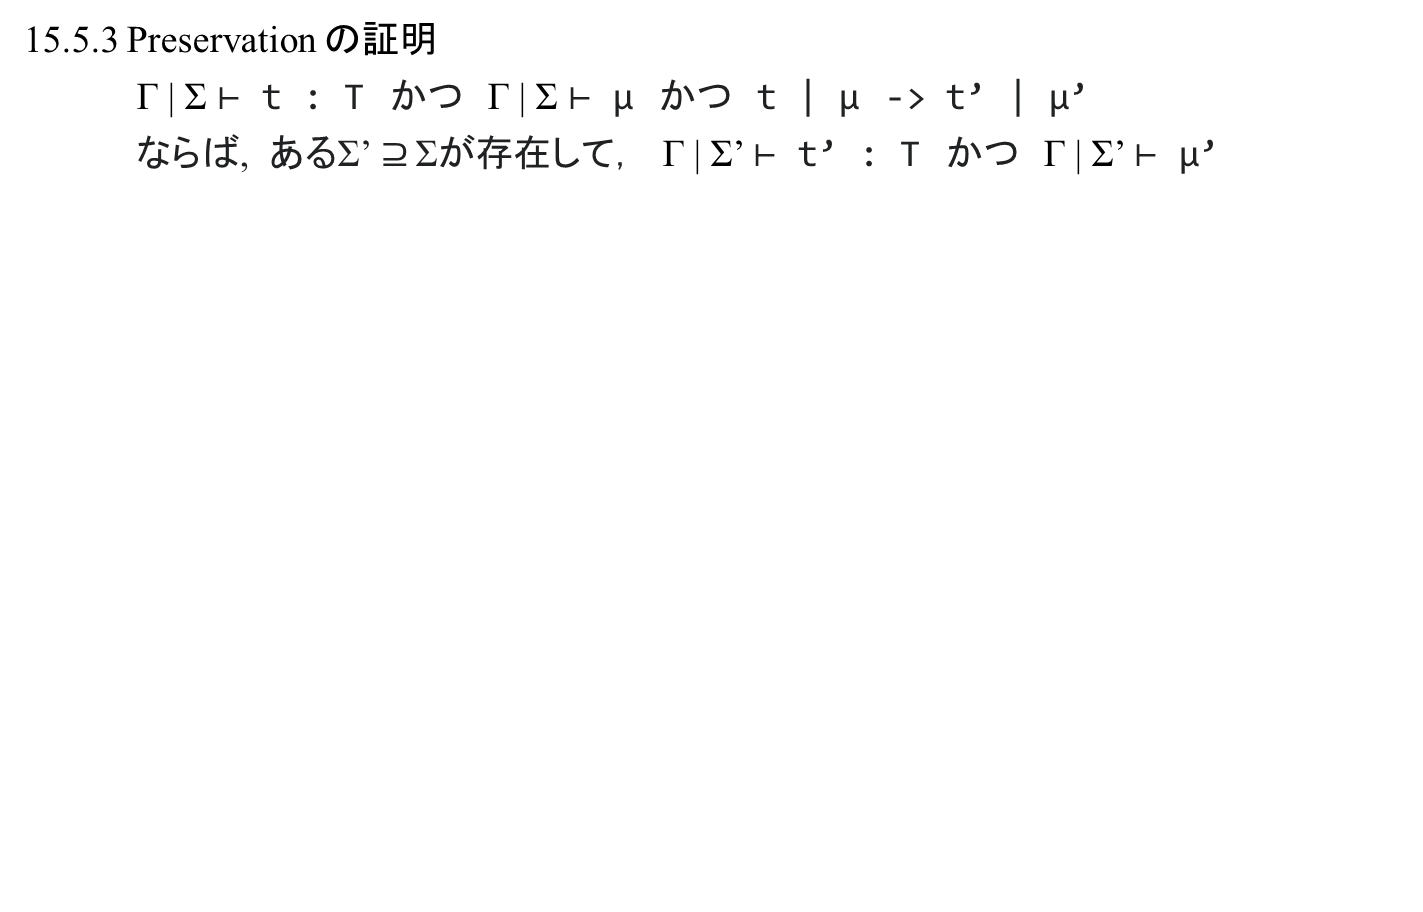 15.5.3 Preservation の証明
Γ | Σ ⊢ t : T かつ Γ | Σ ⊢ μ かつ t | μ -> t’ | μ’
ならば, あるΣ’ ⊇ Σが存在して, Γ | Σ’ ⊢ t’ : T かつ Γ | Σ’ ⊢ μ’